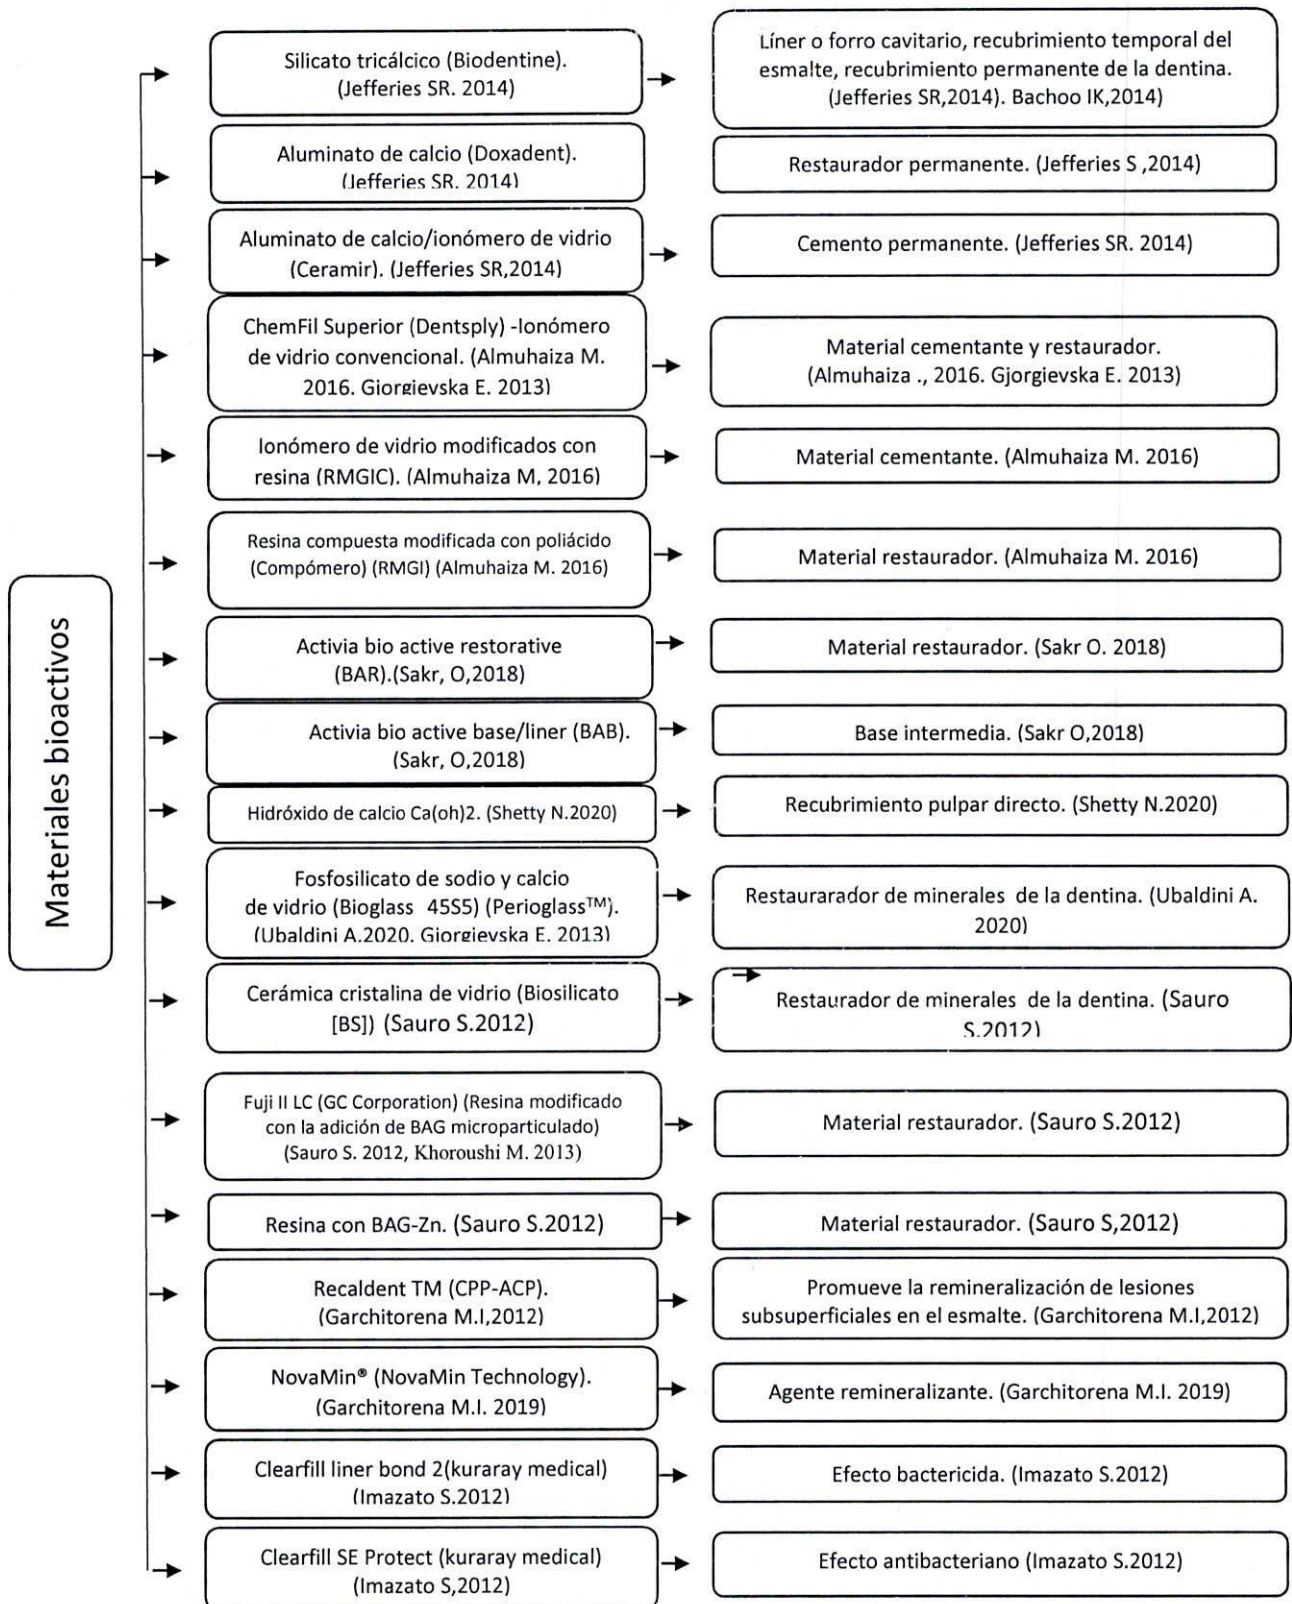 Materiales bioactivos
Silicato tricálcico (Biodentine).
(Jefferies SR. 2014)
Líner o forro cavitario, recubrimiento temporal del
esmalte, recubrimiento permanente de la dentina.
(Jefferies SR,2014). Bachoo IK,2014)
Aluminato de calcio (Doxadent).
(Jefferies SR. 2014)
Restaurador permanente. (Jefferies S ,2014)
Aluminato de calcio/ionómero de vidrio
(Ceramir). (Jefferies SR,2014)
Cemento permanente. (Jefferies SR. 2014)
ChemFil Superior (Dentsply) -Ionómero
de vidrio convencional. (Almuhaiza M.
2016. Giorgievska E. 2013)
Material cementante y restaurador.
(Almuhaiza ., 2016. Gjorgievska E. 2013)
Ionómero de vidrio modificados con
resina (RMGIC). (Almuhaiza M, 2016)
Material cementante. (Almuhaiza M. 2016)
Resina compuesta modificada con poliácido
(Compómero) (RMGI) (Almuhaiza M. 2016)
Material restaurador. (Almuhaiza M. 2016)
Activia bio active restorative
(BAR).(Sakr, O,2018)
Material restaurador. (Sakr O. 2018)
Activia bio active base/liner (BAB).
(Sakr, O,2018)
Base intermedia. (Sakr O,2018)
Hidróxido de calcio Ca(oh)2. (Shetty N.2020)
Recubrimiento pulpar directo. (Shetty N.2020)
Fosfosilicato de sodio y calcio
de vidrio (Bioglass 45S5) (Perioglass™).
(Ubaldini A.2020. Giorgievska E. 2013)
Restaurarador de minerales de la dentina. (Ubaldini A.
2020)
Cerámica cristalina de vidrio (Biosilicato
[BS]) (Sauro S.2012)
Restaurador de minerales de la dentina. (Sauro
S.2012)
Fuji II LC (GC Corporation) (Resina modificado
con la adición de BAG microparticulado)
(Sauro S. 2012, Khoroushi M. 2013)
Material restaurador. (Sauro S.2012)
Resina con BAG-Zn. (Sauro S.2012)
Material restaurador. (Sauro S,2012)
Recaldent TM (CPP-ACP).
(Garchitorena M.I,2012)
Promueve la remineralización de lesiones
subsuperficiales en el esmalte. (Garchitorena M.I,2012)
NovaMin® (NovaMin Technology).
(Garchitorena M.I. 2019)
Agente remineralizante. (Garchitorena M.I. 2019)
Clearfill liner bond 2(kuraray medical)
(Imazato S.2012)
Efecto bactericida. (Imazato S.2012)
Clearfill SE Protect (kuraray medical)
(Imazato S,2012)
Efecto antibacteriano (Imazato S.2012)